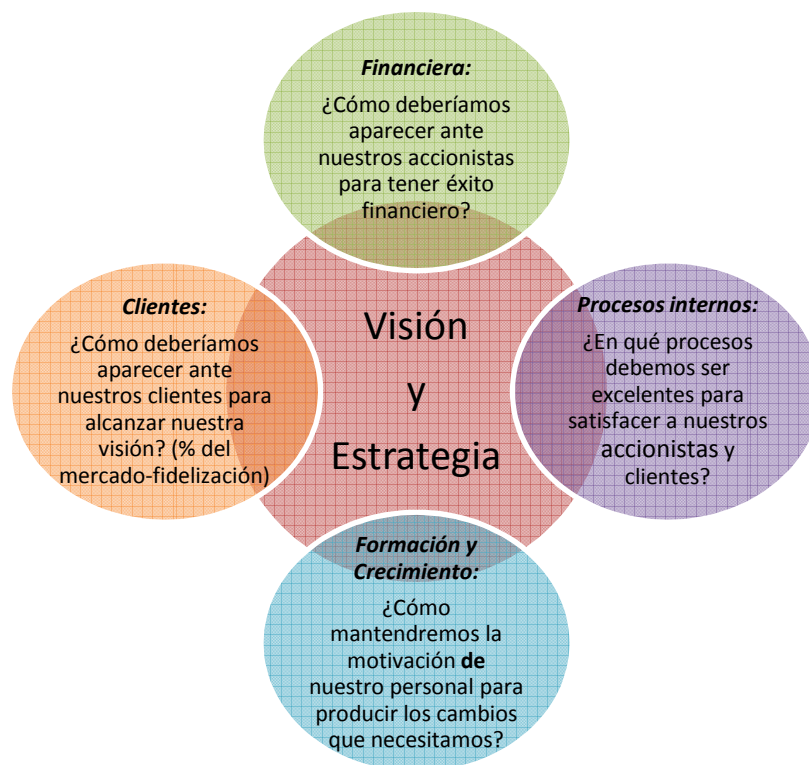 Financiera:
¿Cómo deberíamos
aparecer ante
nuestros accionistas
para tener éxito
financiero?
Clientes:
¿Cómo deberíamos
aparecer ante
nuestros clientes para
alcanzar nuestra
visión? (% del
mercado-fidelización)
Visión
y
Estrategia
Procesos internos:
¿En qué procesos
debemos ser
excelentes para
satisfacer a nuestros
accionistas y
clientes?
Formación y
Crecimiento:
¿Cómo
mantendremos la
motivación de
nuestro personal para
producir los cambios
que necesitamos?